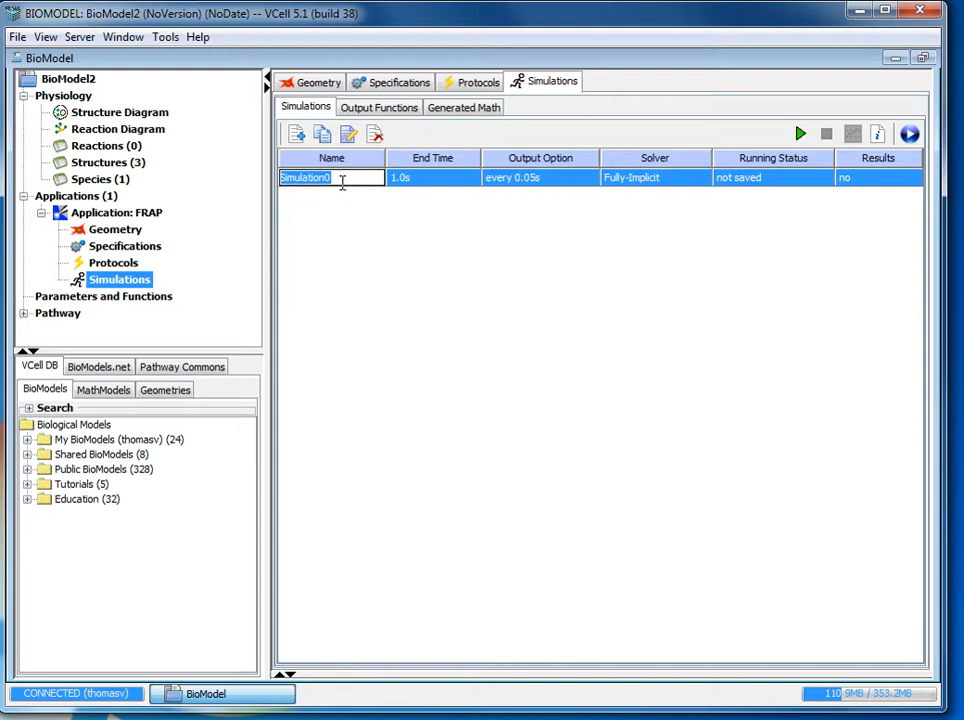 BIOMODEL: BioModel2 (NoVersion) (NoDate) -- VCell 5.1 (build 38)
File View Server Window Tools Help
BioModel
BioModel2
Physiology
Structure Diagram
Reaction Diagram
Reactions (0)
Structures (3)
Species (1)
Applications (1)
Application: FRAP
Geometry
Specifications
Protocols
Simulations
Parameters and Functions
Pathway
VCell DB BioModels.net Pathway Commons
BioModels MathModels Geometries
Search
Biological Models
My BioModels (thomasv) (24)
Shared BioModels (8)
Public BioModels (328)
Tutorials (5)
Education (32)
Geometry Specifications Protocols Simulations
Simulations Output Functions Generated Math
Name End Time Output Option Solver Running Status Results
Simulation0 1.0s every 0.05s Fully-Implicit not saved no
CONNECTED (thomasv) BioModel 110.9MB / 353.2MB